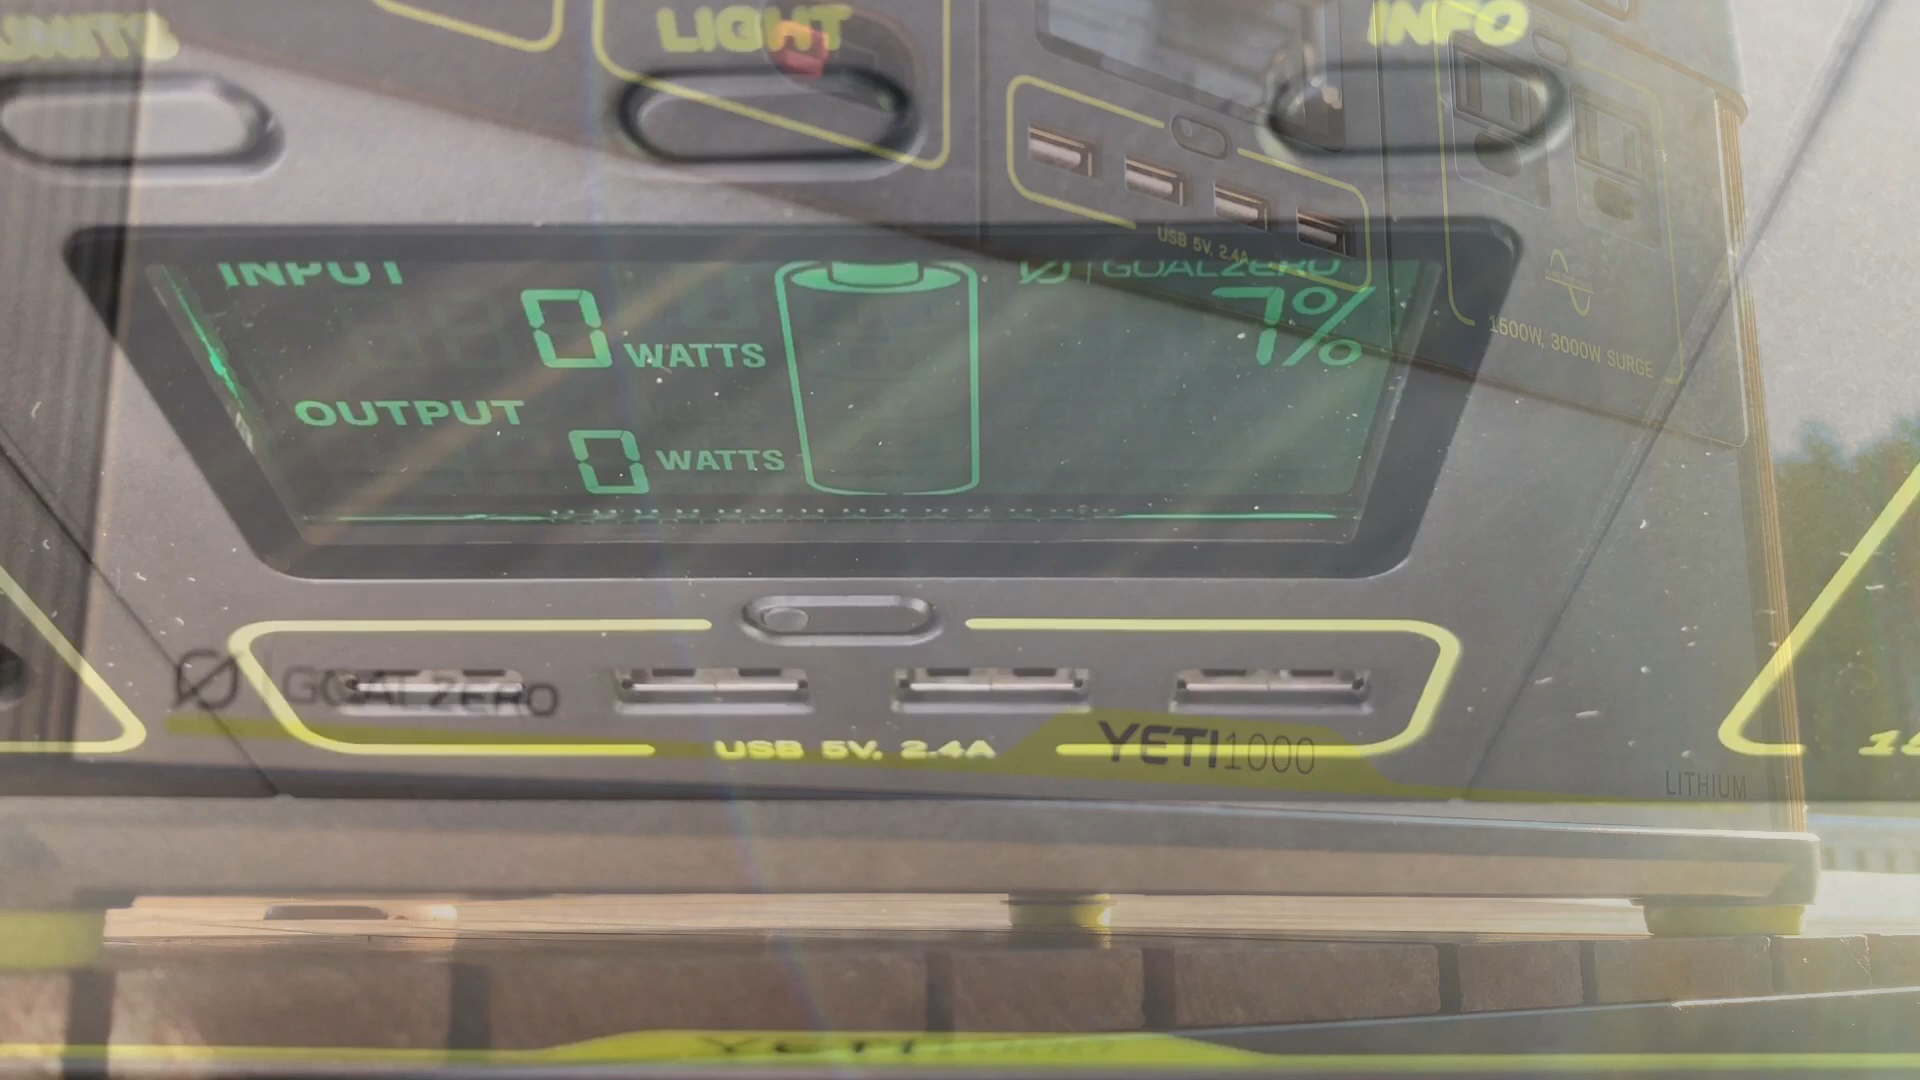 LIGHT
INFO
INPUT
GOALZERO
7%
0 WATTS
OUTPUT
0 WATTS
USB 5V, 2.4A
1500W, 3000W SURGE
GOALZERO
USB 5V, 2.4A
YETI1000
LITHIUM
YETI